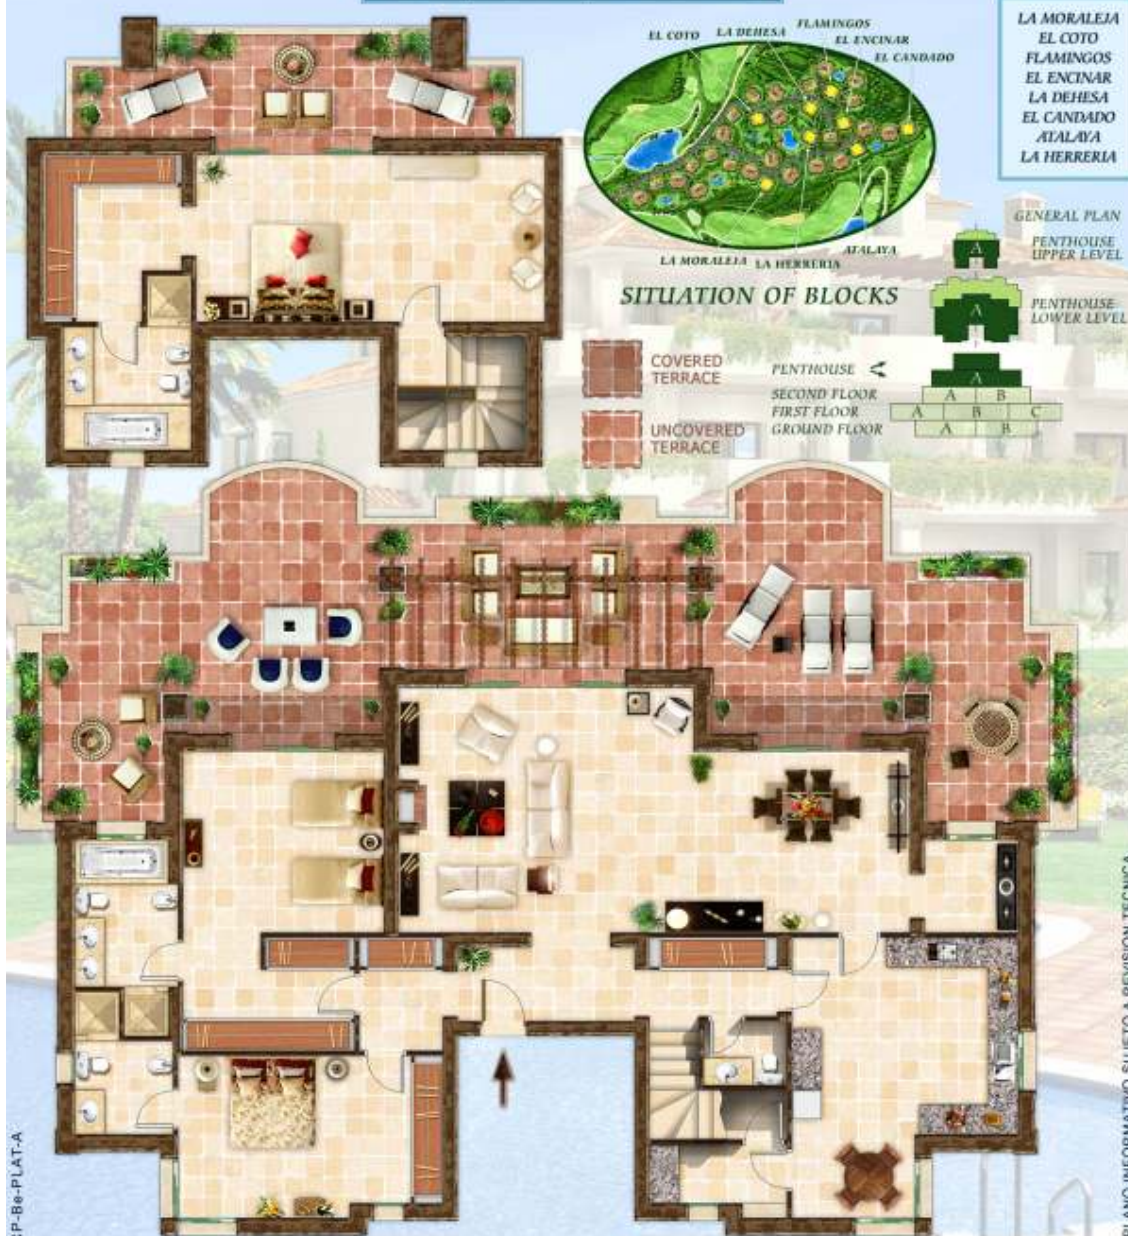 LA MORALEJA
EL COTO
FLAMINGOS
EL ENCINAR
LA DEHESA
EL CANDADO
ATALAYA
LA HERRERIA
EL COTO
LA DEHESA
FLAMINGOS
EL ENCINAR
EL CANDADO
LA MORALEJA
LA HERRERIA
ATALAYA
SITUATION OF BLOCKS
GENERAL PLAN
A
PENTHOUSE
UPPER LEVEL
A
PENTHOUSE
LOWER LEVEL
PENTHOUSE
A
SECOND FLOOR
A B
FIRST FLOOR
A B C
GROUND FLOOR
A B
COVERED
TERRACE
UNCOVERED
TERRACE
P-Be-PLAT-A
PLANO INFORMATIVO SUJETO A REVISION TECNICA